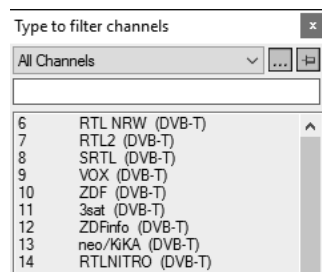 Type to filter channels x
All Channels ...
6 RTL NRW (DVB-T)
7 RTL2 (DVB-T)
8 SRTL (DVB-T)
9 VOX (DVB-T)
10 ZDF (DVB-T)
11 3sat (DVB-T)
12 ZDFinfo (DVB-T)
13 neo/KiKA (DVB-T)
14 RTLNITRO (DVB-T)